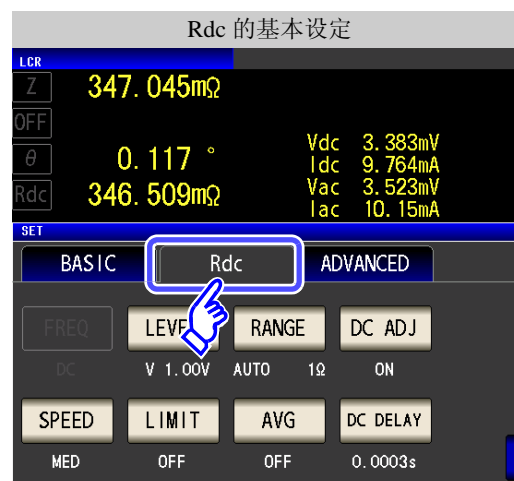 Rdc 的基本设定
LCR
Z 347.045mΩ
OFF
θ 0.117 °
Rdc 346.509mΩ
Vdc 3.383mV
Idc 9.764mA
Vac 3.523mV
Iac 10.15mA
SET
BASIC Rdc ADVANCED
FREQ LEVEL RANGE DC ADJ
DC V 1.00V AUTO 1Ω ON
SPEED LIMIT AVG DC DELAY
MED OFF OFF 0.0003s